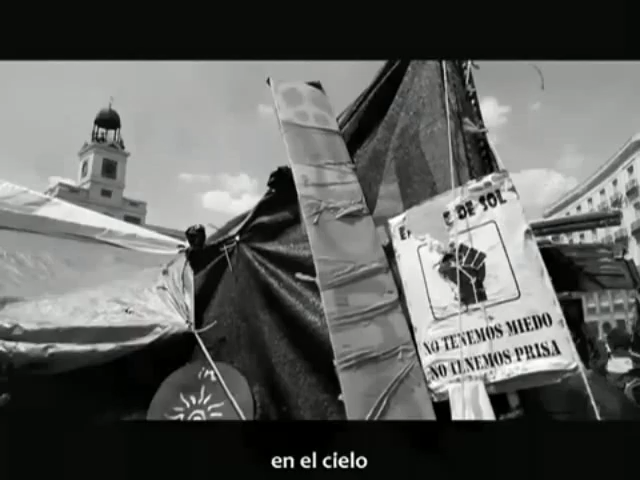 DE SOL
NO TENEMOS MIEDO
NO TENEMOS PRISA
en el cielo